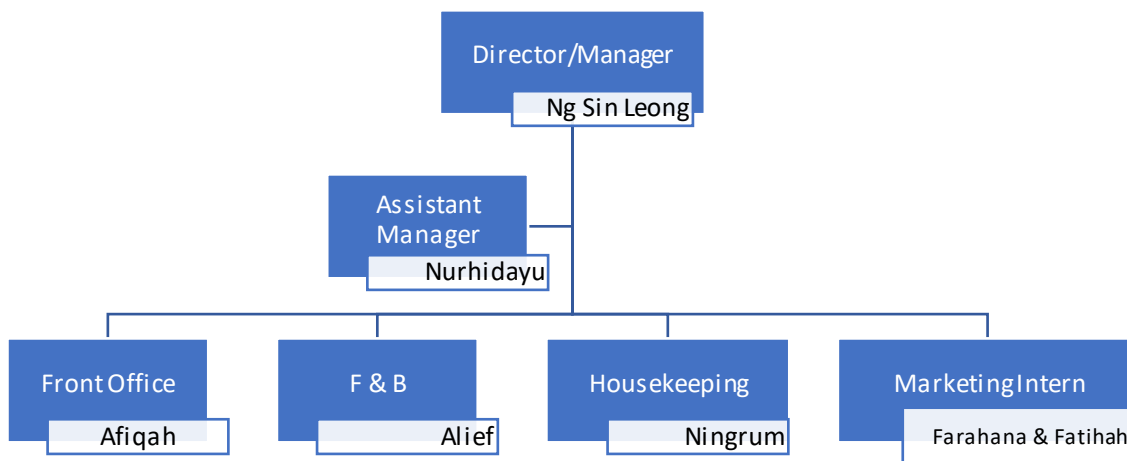 Director/Manager
Ng Sin Leong
Assistant
Manager
Nurhidayu
Front Office
Afiqah
F & B
Alief
Housekeeping
Ningrum
Marketing Intern
Farahana & Fatihah